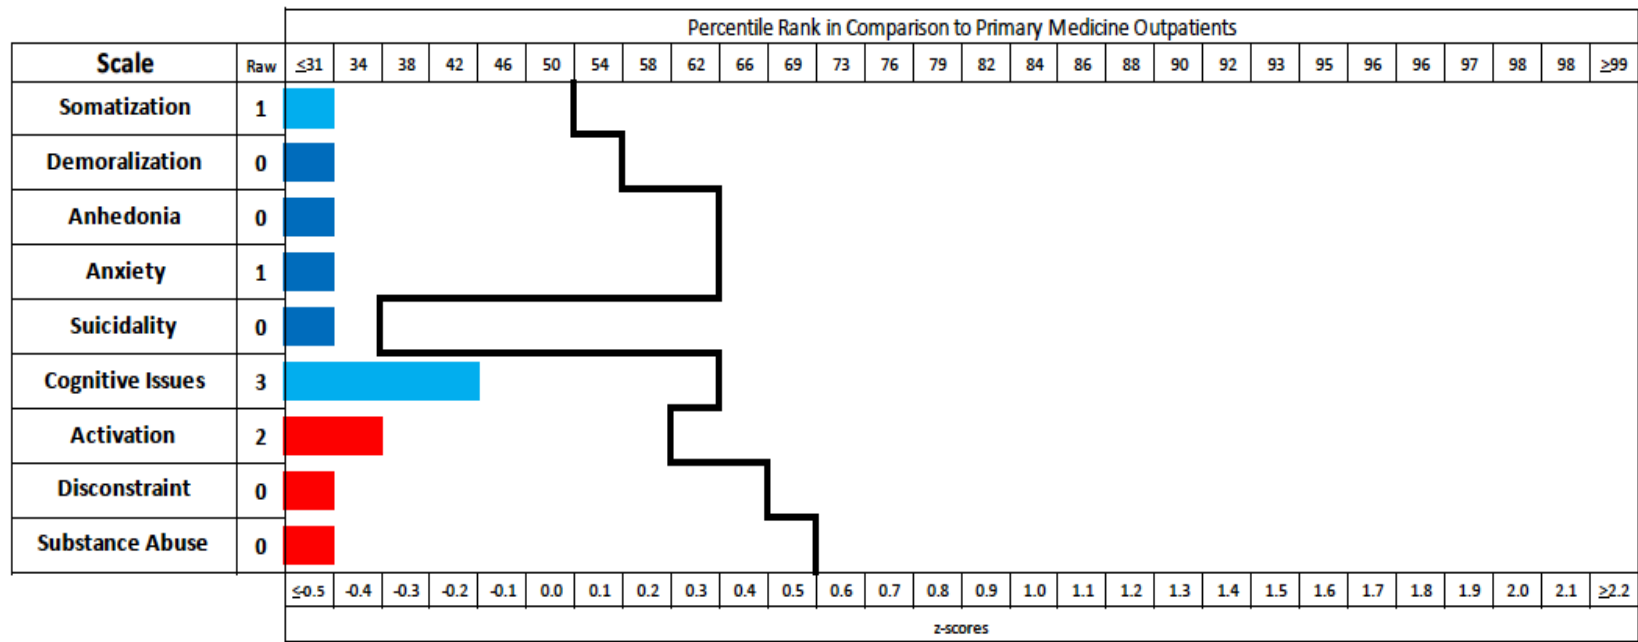 Percentile Rank in Comparison to Primary Medicine Outpatients
Scale Raw ≤31 34 38 42 46 50 54 58 62 66 69 73 76 79 82 84 86 88 90 92 93 95 96 96 97 98 98 ≥99
Somatization 1
Demoralization 0
Anhedonia 0
Anxiety 1
Suicidality 0
Cognitive Issues 3
Activation 2
Disconstraint 0
Substance Abuse 0
≤-0.5 -0.4 -0.3 -0.2 -0.1 0.0 0.1 0.2 0.3 0.4 0.5 0.6 0.7 0.8 0.9 1.0 1.1 1.2 1.3 1.4 1.5 1.6 1.7 1.8 1.9 2.0 2.1 ≥2.2
z-scores